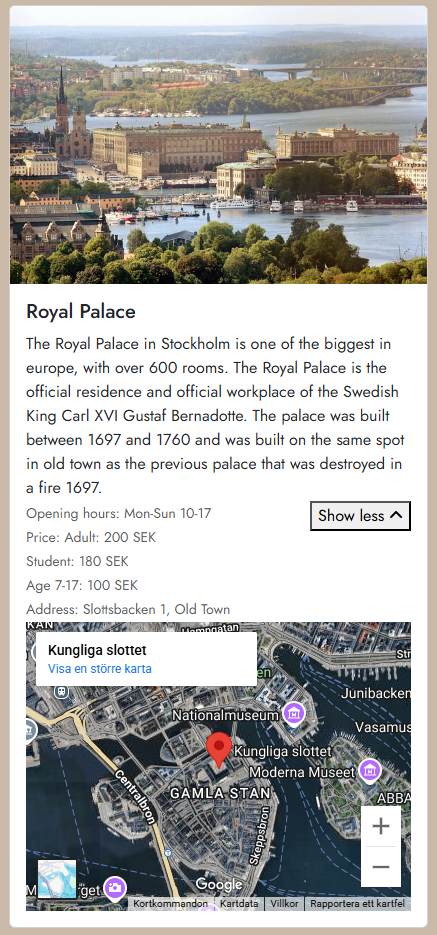 Royal Palace
The Royal Palace in Stockholm is one of the biggest in
europe, with over 600 rooms. The Royal Palace is the
official residence and official workplace of the Swedish
King Carl XVI Gustaf Bernadotte. The palace was built
between 1697 and 1760 and was built on the same spot
in old town as the previous palace that was destroyed in
a fire 1697.
Opening hours: Mon-Sun 10-17
Show less
Price: Adult: 200 SEK
Student: 180 SEK
Age 7-17: 100 SEK
Address: Slottsbacken 1, Old Town
Kungliga slottet
Visa en större karta
Junibacken
Nationalmuseum
Vasamus
Kungliga slottet
Moderna Museet
Centralbron
GAMLA STAN
ABBA
Skeppsbron
Google
Kortkommandon Kartdata Villkor Rapportera ett kartfel